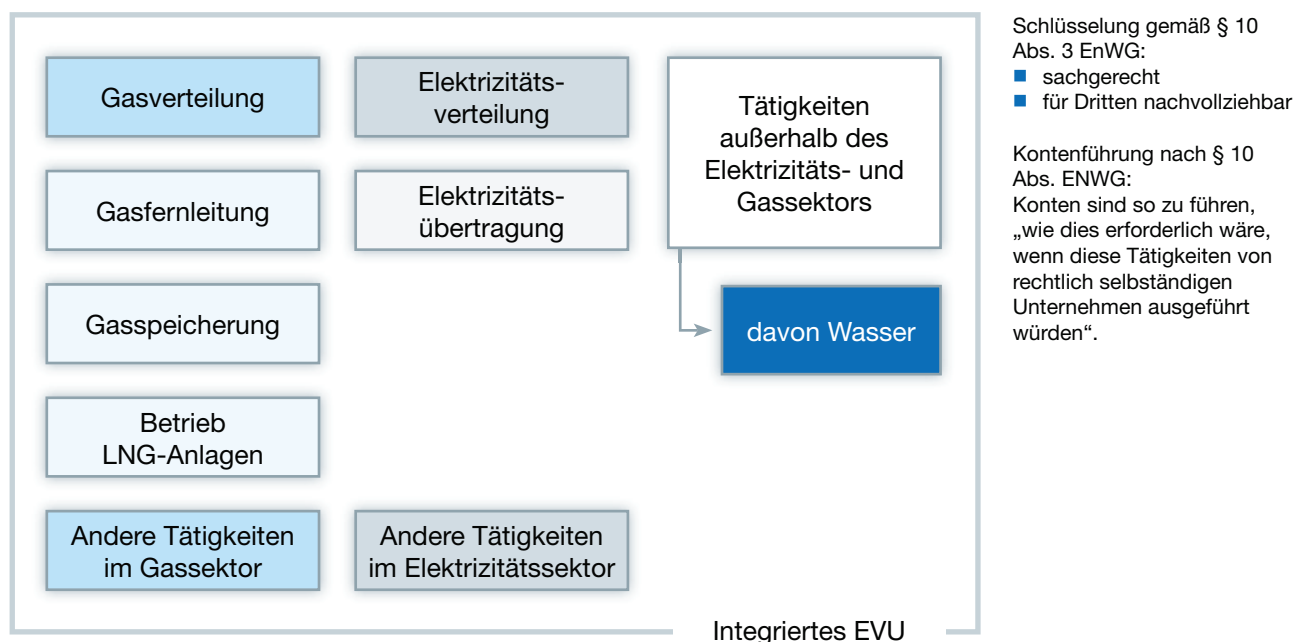 Gasverteilung
Elektrizitäts-
verteilung
Tätigkeiten
außerhalb des
Elektrizitäts- und
Gassektors
Gasfernleitung
Elektrizitäts-
übertragung
Gasspeicherung
davon Wasser
Betrieb
LNG-Anlagen
Andere Tätigkeiten
im Gassektor
Andere Tätigkeiten
im Elektrizitätssektor
Integriertes EVU
Schlüsselung gemäß § 10
Abs. 3 EnWG:
sachgerecht
für Dritten nachvollziehbar
Kontenführung nach § 10
Abs. ENWG:
Konten sind so zu führen,
„wie dies erforderlich wäre,
wenn diese Tätigkeiten von
rechtlich selbständigen
Unternehmen ausgeführt
würden“.